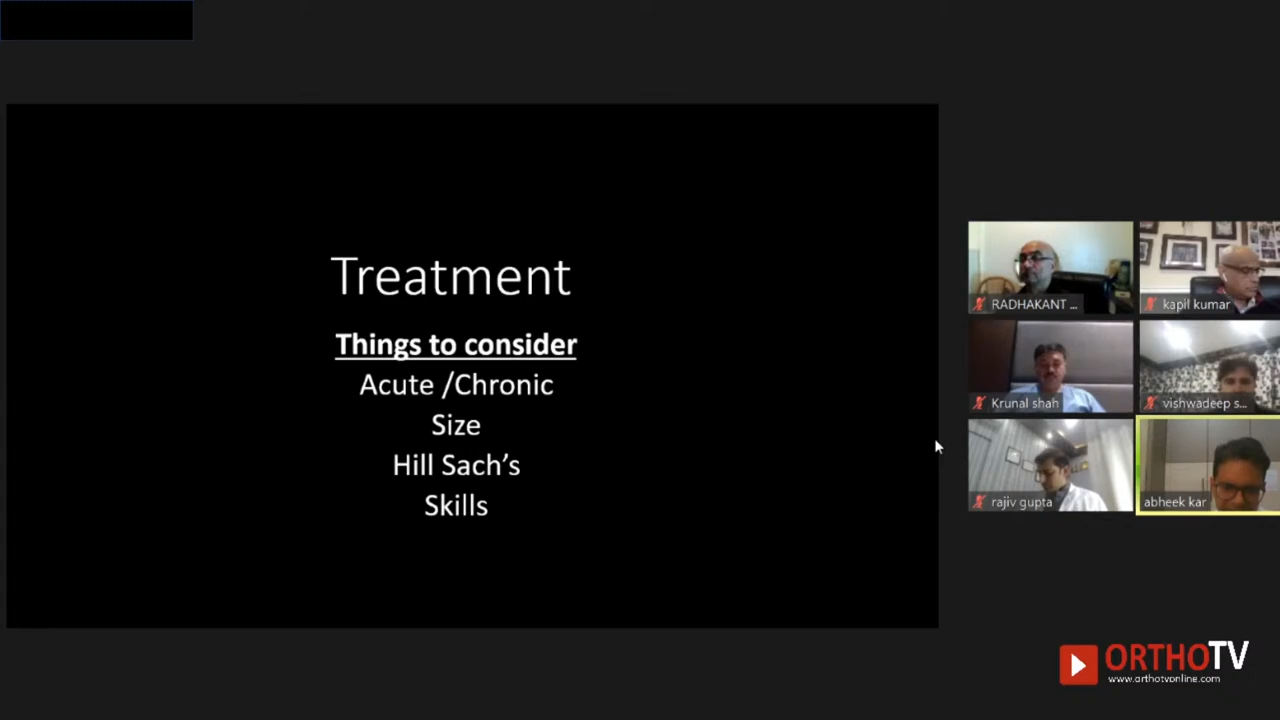 Treatment
Things to consider
Acute /Chronic
Size
Hill Sach's
Skills
RADHAKANT ...
kapil kumar
Krunal shah
vishwadeep s...
rajiv gupta
abheek kar
ORTHOTV
www.orthotvonline.com